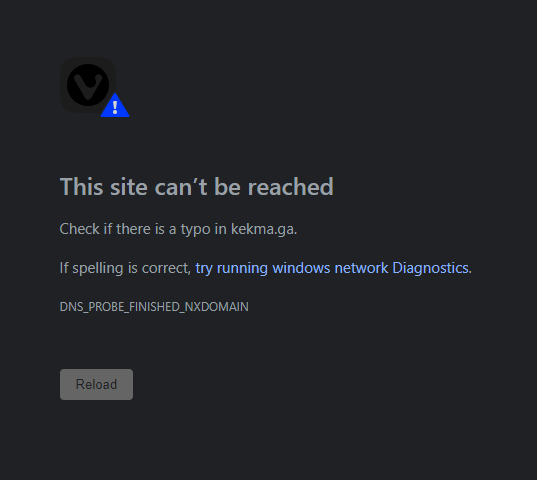 This site can’t be reached
Check if there is a typo in kekma.ga.
If spelling is correct, try running windows network Diagnostics.
DNS_PROBE_FINISHED_NXDOMAIN
Reload